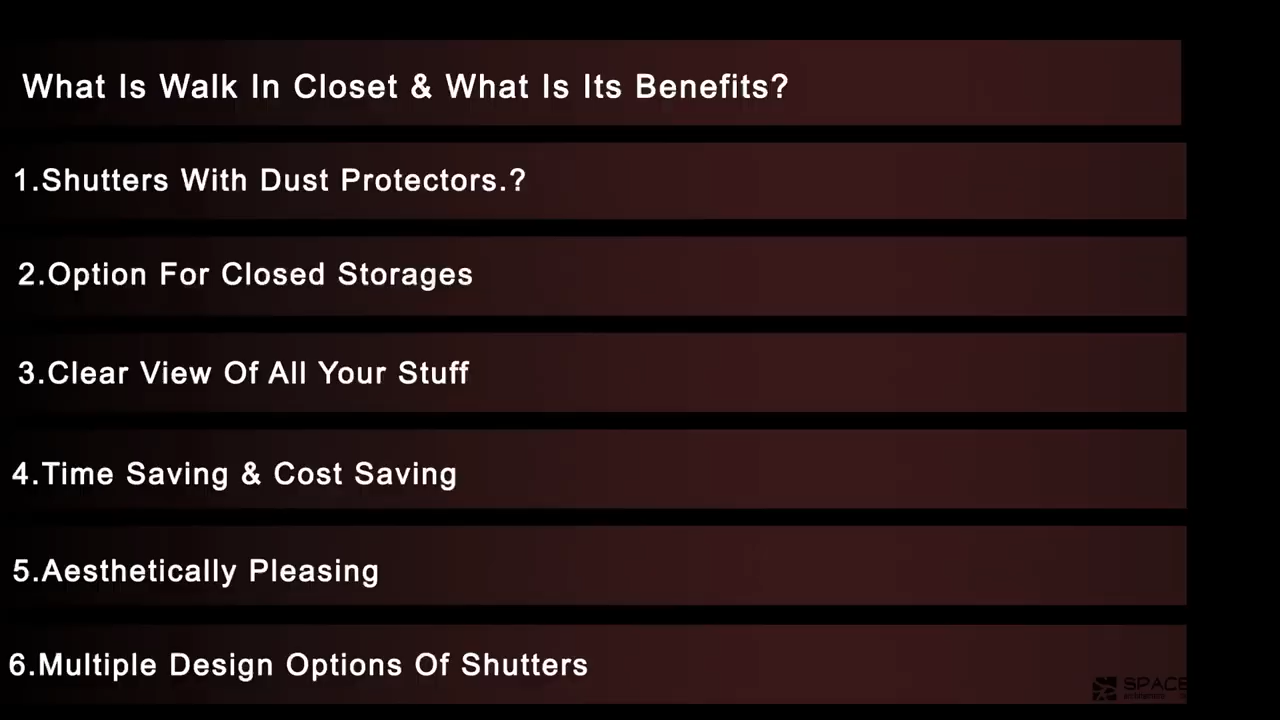 What Is Walk In Closet & What Is Its Benefits?
1.Shutters With Dust Protectors.?
2.Option For Closed Storages
3.Clear View Of All Your Stuff
4.Time Saving & Cost Saving
5.Aesthetically Pleasing
6.Multiple Design Options Of Shutters
SPACE